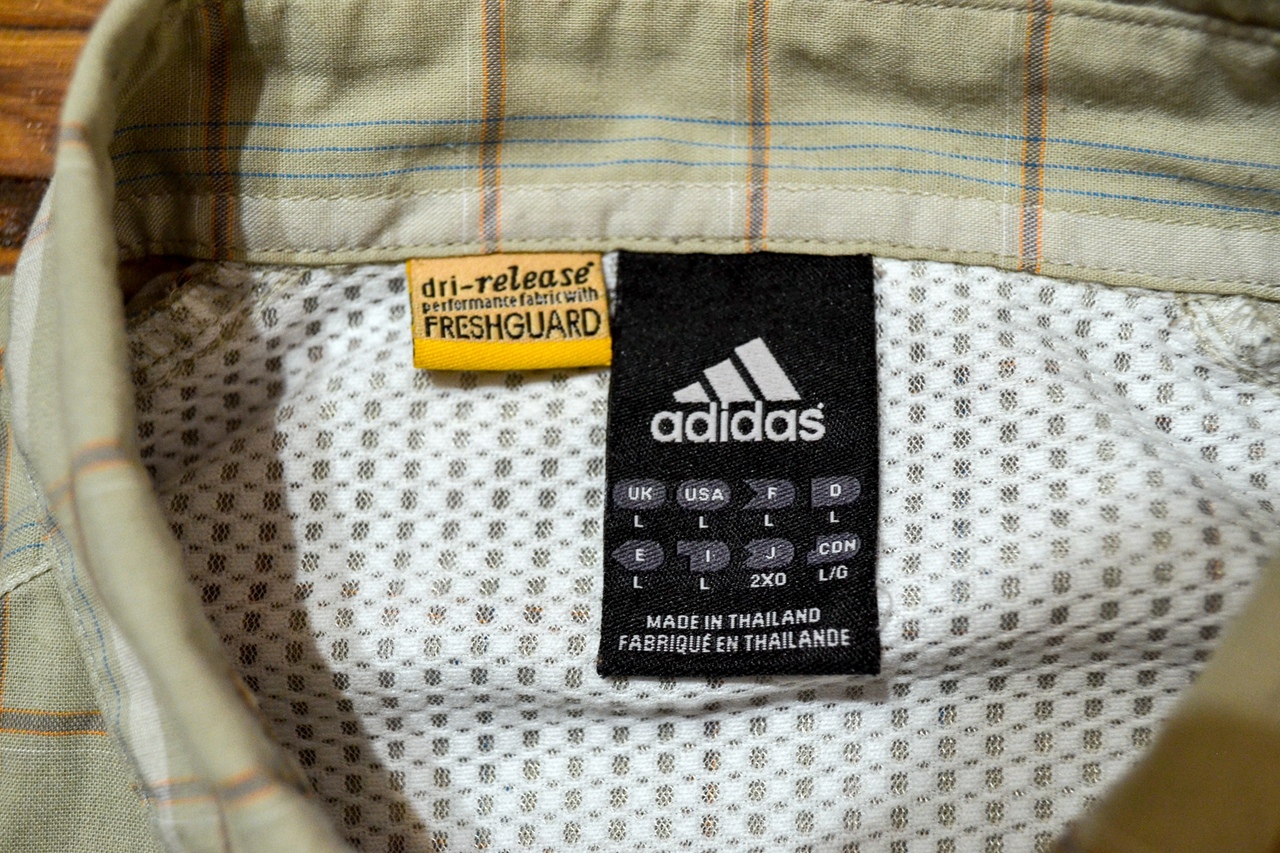 dri-release
performance fabric with
FRESHGUARD
adidas
UK USA F D
L L L L
E I J CDN
L L 2XO L/G
MADE IN THAILAND
FABRIQUÉ EN THAILANDE